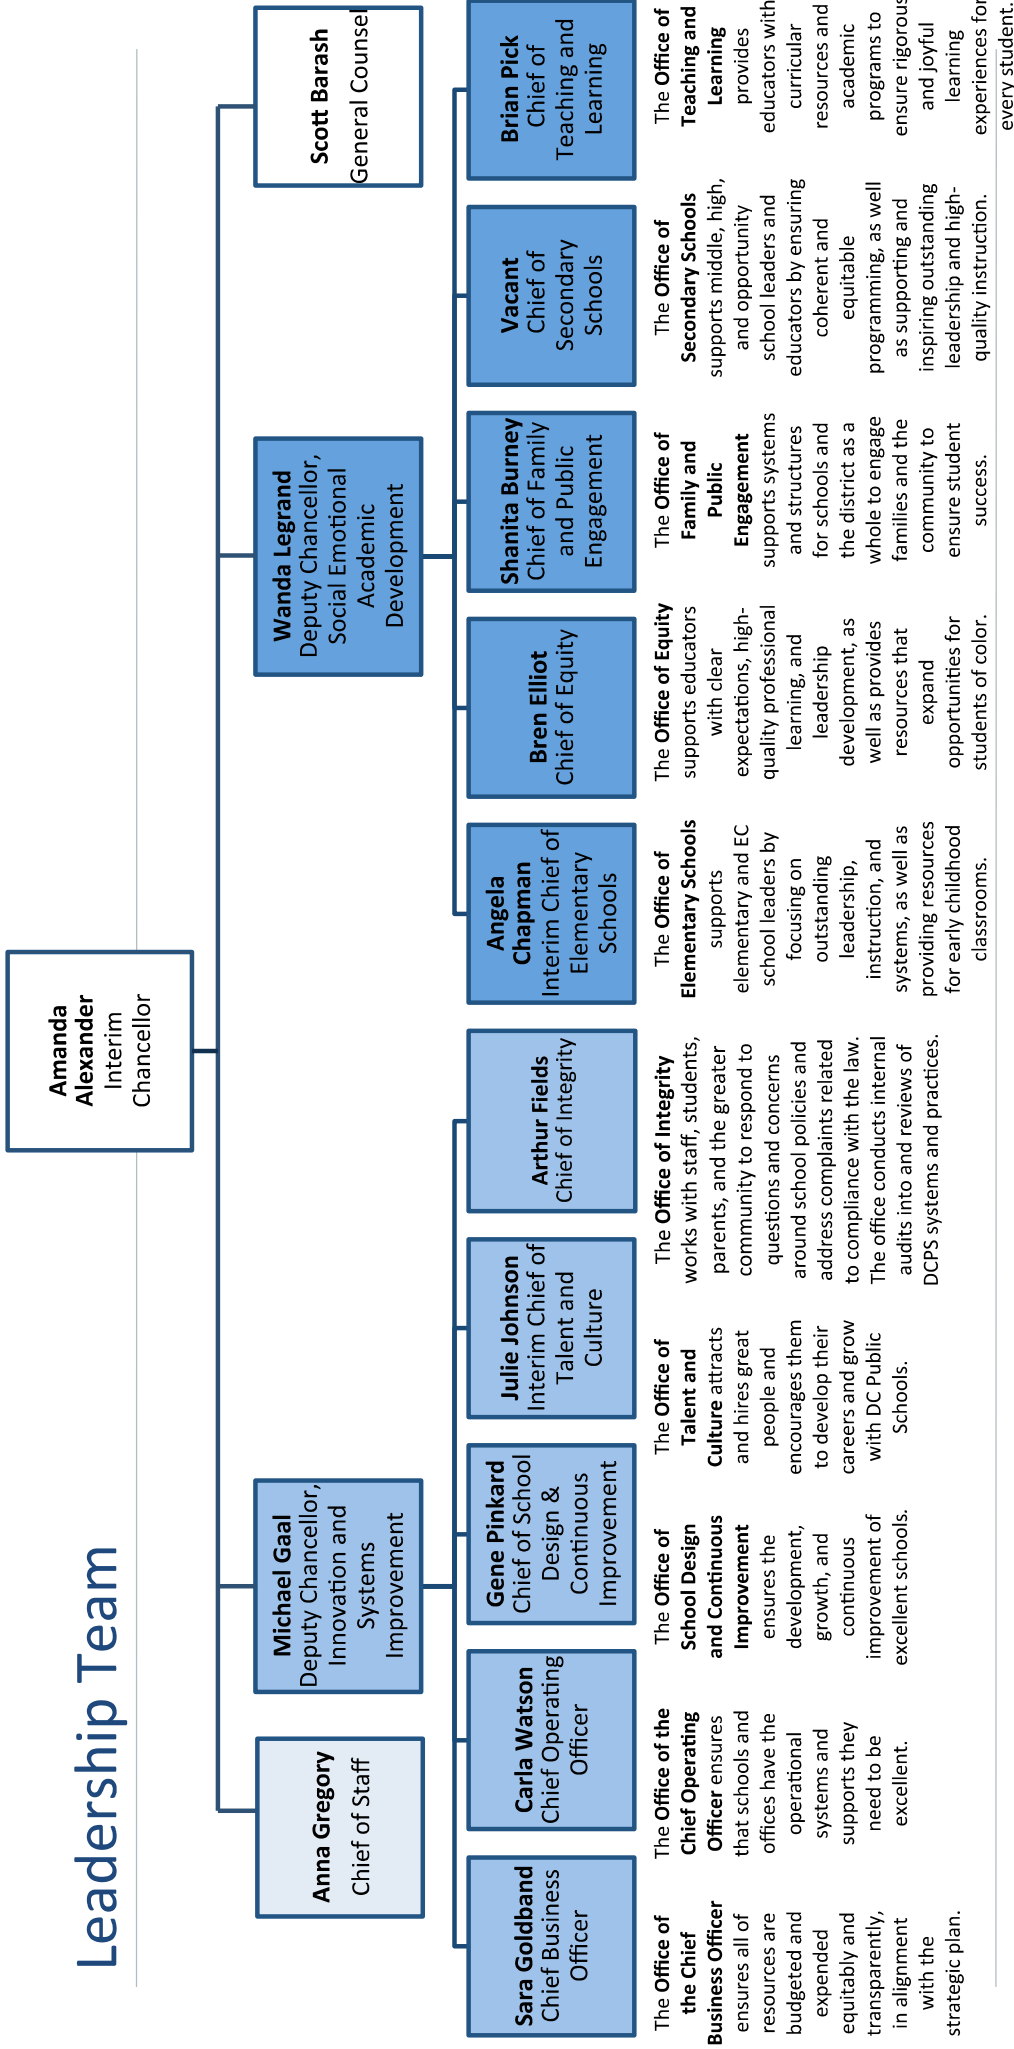 Leadership Team
Amanda
Alexander
Interim
Chancellor
Anna Gregory
Chief of Staff
Michael Gaal
Deputy Chancellor,
Innovation and
Systems
Improvement
Wanda Legrand
Deputy Chancellor,
Social Emotional
Academic
Development
Scott Barash
General Counsel
Sara Goldband
Chief Business
Officer
Carla Watson
Chief Operating
Officer
Gene Pinkard
Chief of School
Design &
Continuous
Improvement
Julie Johnson
Interim Chief of
Talent and
Culture
Arthur Fields
Chief of Integrity
Angela
Chapman
Interim Chief of
Elementary
Schools
Bren Elliot
Chief of Equity
Shanita Burney
Chief of Family
and Public
Engagement
Vacant
Chief of
Secondary
Schools
Brian Pick
Chief of
Teaching and
Learning
The Office of
the Chief
Business Officer
ensures all of
resources are
budgeted and
expended
equitably and
transparently,
in alignment
with the
strategic plan.
The Office of the
Chief Operating
Officer ensures
that schools and
offices have the
operational
systems and
supports they
need to be
excellent.
The Office of
School Design
and Continuous
Improvement
ensures the
development,
growth, and
continuous
improvement of
excellent schools.
The Office of
Talent and
Culture attracts
and hires great
people and
encourages them
to develop their
careers and grow
with DC Public
Schools.
The Office of Integrity
works with staff, students,
parents, and the greater
community to respond to
questions and concerns
around school policies and
address complaints related
to compliance with the law.
The office conducts internal
audits into and reviews of
DCPS systems and practices.
The Office of
Elementary Schools
supports
elementary and EC
school leaders by
focusing on
outstanding
leadership,
instruction, and
systems, as well as
providing resources
for early childhood
classrooms.
The Office of Equity
supports educators
with clear
expectations, high-
quality professional
learning, and
leadership
development, as
well as provides
resources that
expand
opportunities for
students of color.
The Office of
Family and
Public
Engagement
supports systems
and structures
for schools and
the district as a
whole to engage
families and the
community to
ensure student
success.
The Office of
Secondary Schools
supports middle, high,
and opportunity
school leaders and
educators by ensuring
coherent and
equitable
programming, as well
as supporting and
inspiring outstanding
leadership and high-
quality instruction.
The Office of
Teaching and
Learning
provides
educators with
curricular
resources and
academic
programs to
ensure rigorous
and joyful
learning
experiences for
every student.